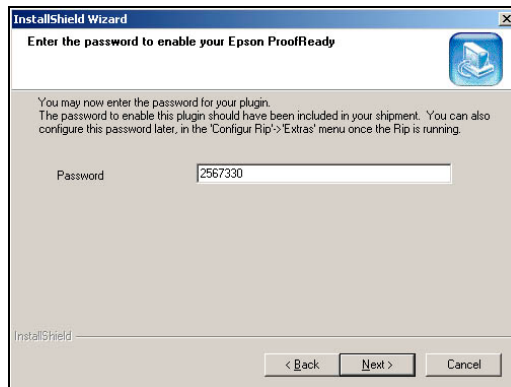 InstallShield Wizard
Enter the password to enable your Epson ProofReady
You may now enter the password for your plugin.
The password to enable this plugin should have been included in your shipment. You can also
configure this password later, in the 'Configur Rip'->'Extras' menu once the Rip is running.
Password 2567330
InstallShield
< Back Next > Cancel